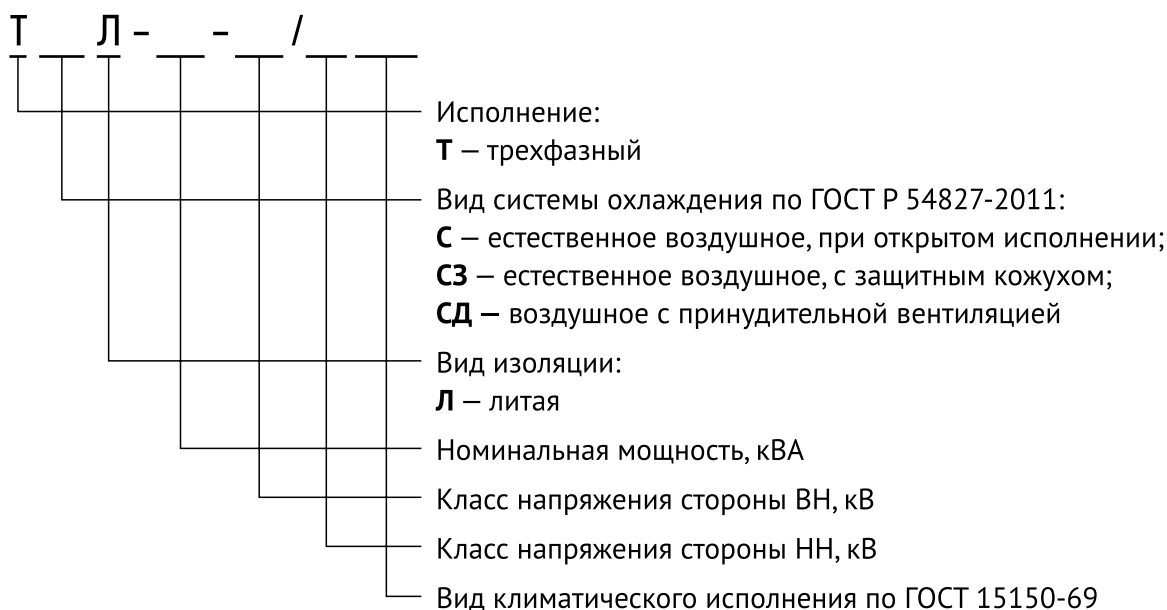 Т __ Л – __ – __ / __ __
Исполнение:
Т — трехфазный
Вид системы охлаждения по ГОСТ Р 54827-2011:
С — естественное воздушное, при открытом исполнении;
СЗ — естественное воздушное, с защитным кожухом;
СД — воздушное с принудительной вентиляцией
Вид изоляции:
Л — литая
Номинальная мощность, кВА
Класс напряжения стороны ВН, кВ
Класс напряжения стороны НН, кВ
Вид климатического исполнения по ГОСТ 15150-69